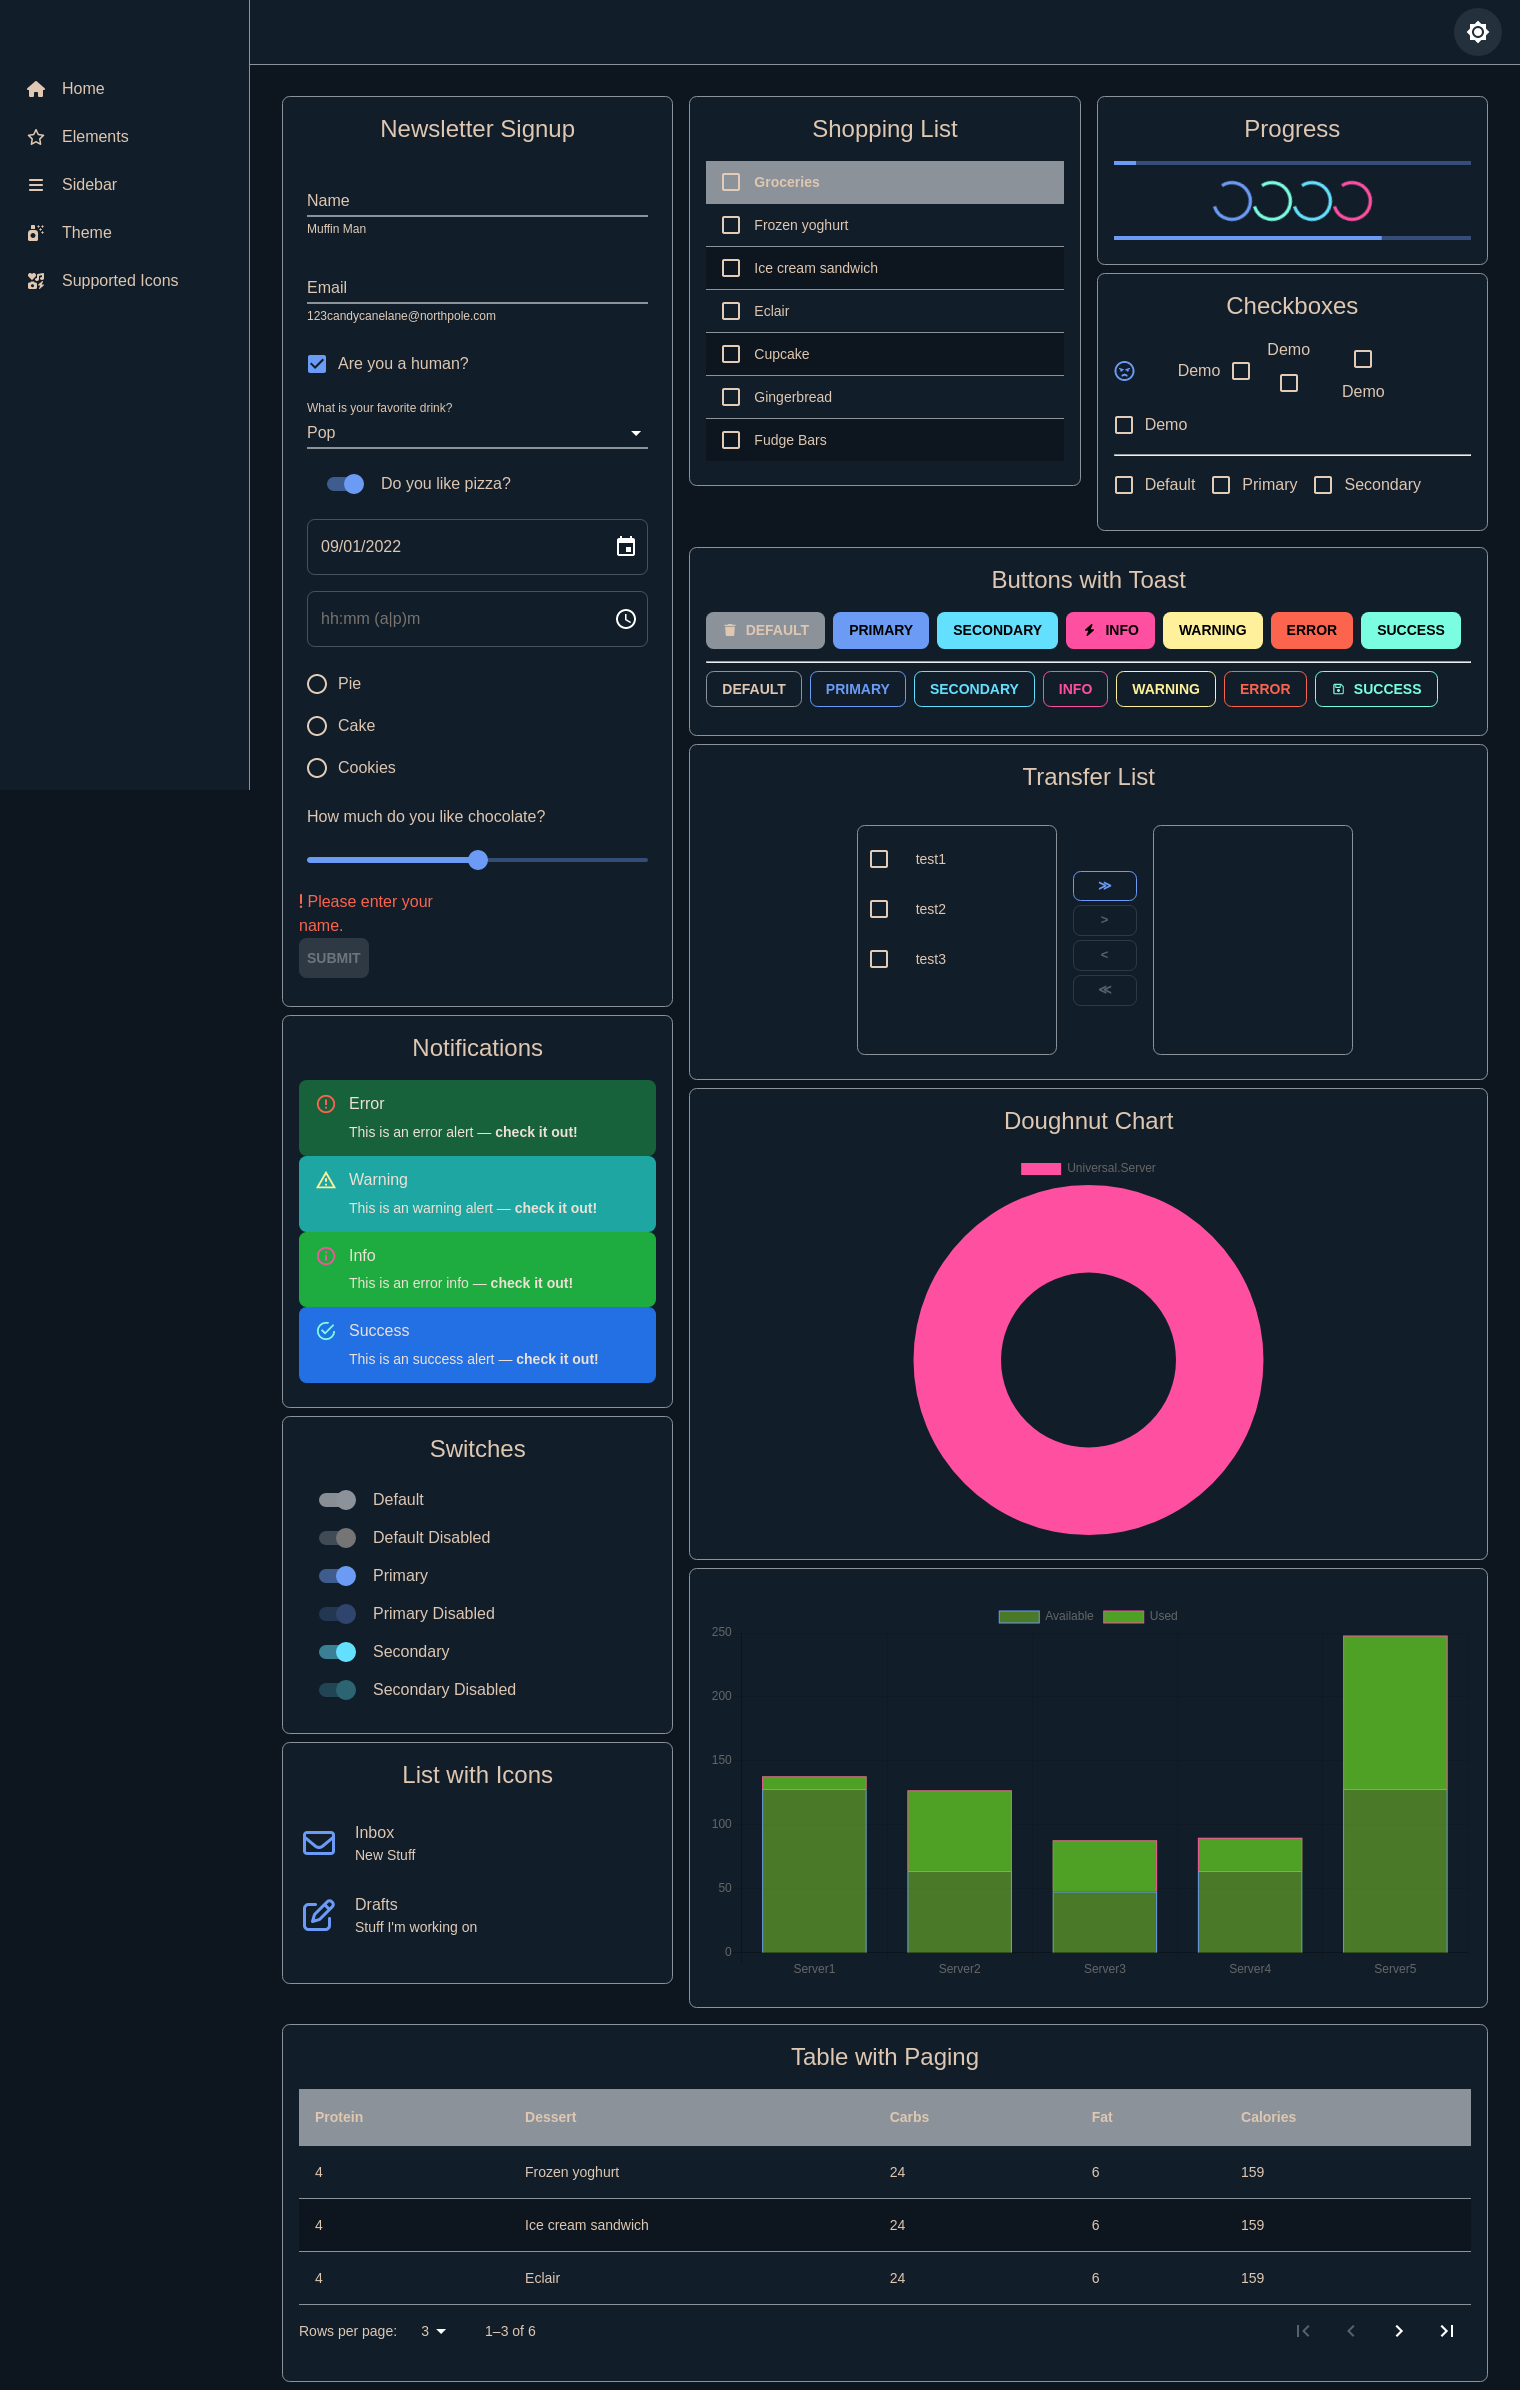 Home
Elements
Sidebar
Theme
Supported Icons
Newsletter Signup
Name
Muffin Man
Email
123candycanelane@northpole.com
Are you a human?
What is your favorite drink?
Pop
Do you like pizza?
09/01/2022
hh:mm (a|p)m
Pie
Cake
Cookies
How much do you like chocolate?
! Please enter your
name.
SUBMIT
Notifications
Error
This is an error alert — check it out!
Warning
This is an warning alert — check it out!
Info
This is an error info — check it out!
Success
This is an success alert — check it out!
Switches
Default
Default Disabled
Primary
Primary Disabled
Secondary
Secondary Disabled
List with Icons
Inbox
New Stuff
Drafts
Stuff I'm working on
Shopping List
Groceries
Frozen yoghurt
Ice cream sandwich
Eclair
Cupcake
Gingerbread
Fudge Bars
Progress
Checkboxes
Demo
Demo
Demo
Demo
Default Primary Secondary
Buttons with Toast
DEFAULT PRIMARY SECONDARY INFO WARNING ERROR SUCCESS
DEFAULT PRIMARY SECONDARY INFO WARNING ERROR SUCCESS
Transfer List
test1
test2
test3
≫
>
<
≪
Doughnut Chart
Universal.Server
Available Used
250
200
150
100
50
0
Server1 Server2 Server3 Server4 Server5
Table with Paging
Protein Dessert Carbs Fat Calories
4 Frozen yoghurt 24 6 159
4 Ice cream sandwich 24 6 159
4 Eclair 24 6 159
Rows per page: 3 1–3 of 6